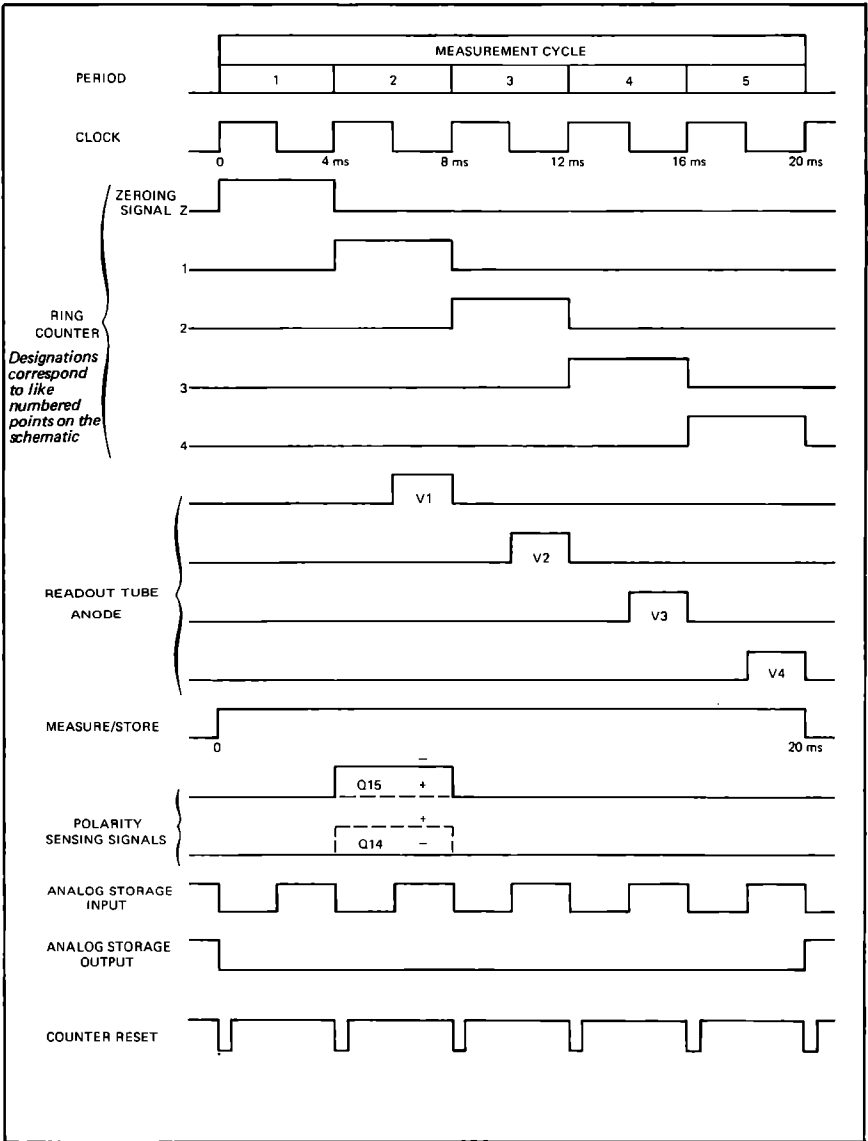 MEASUREMENT CYCLE
PERIOD
1 2 3 4 5
CLOCK
0 4 ms 8 ms 12 ms 16 ms 20 ms
ZEROING
SIGNAL Z
1
RING
COUNTER
2
Designations
correspond
to like
numbered
points on the
schematic
3
4
V1
V2
READOUT TUBE
ANODE
V3
V4
MEASURE/STORE
0 20 ms
−
Q15 +
POLARITY
SENSING SIGNALS
+
Q14 −
ANALOG STORAGE
INPUT
ANALOG STORAGE
OUTPUT
COUNTER RESET